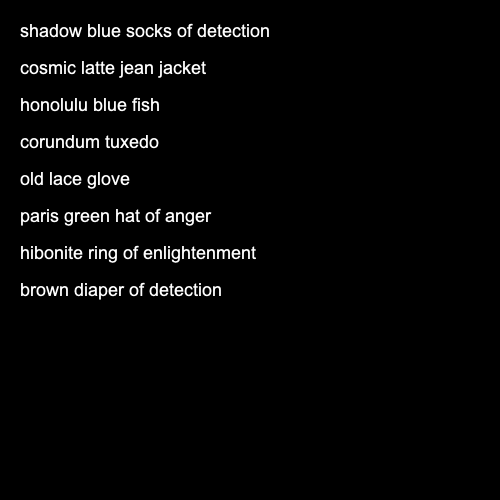 shadow blue socks of detection
cosmic latte jean jacket
honolulu blue fish
corundum tuxedo
old lace glove
paris green hat of anger
hibonite ring of enlightenment
brown diaper of detection